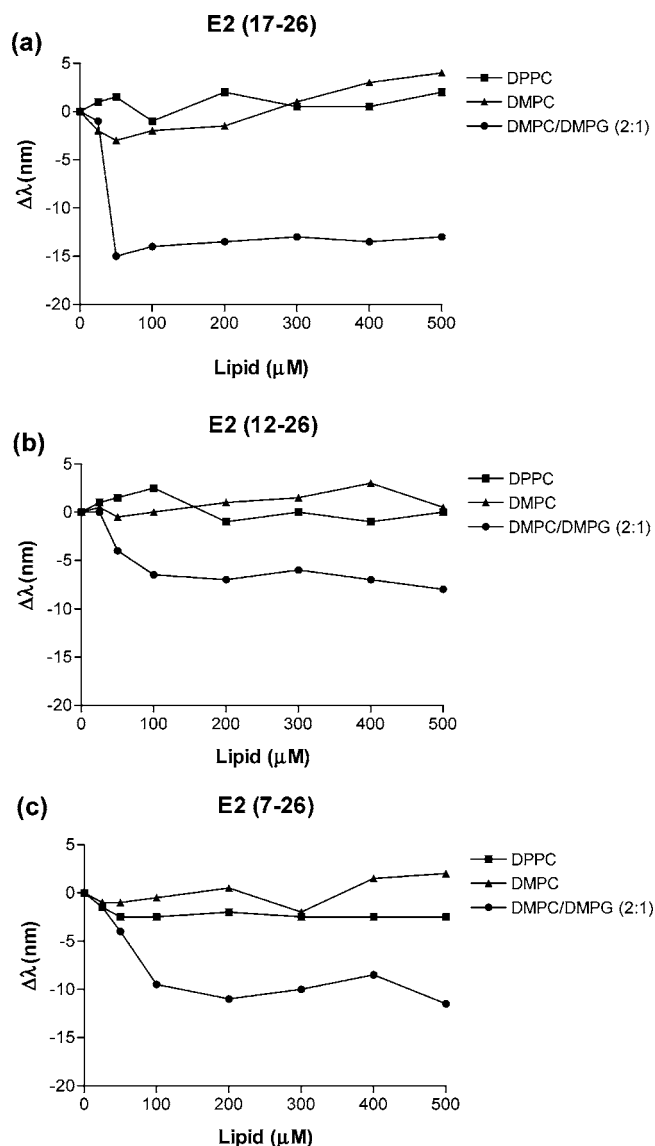 E2 (17-26)
(a)
DPPC
DMPC
DMPC/DMPG (2:1)
Δλ(nm)
5
0
-5
-10
-15
-20
0 100 200 300 400 500
Lipid (μM)
E2 (12-26)
(b)
DPPC
DMPC
DMPC/DMPG (2:1)
Δλ(nm)
5
0
-5
-10
-15
-20
0 100 200 300 400 500
Lipid (μM)
(c)
E2 (7-26)
DPPC
DMPC
DMPC/DMPG (2:1)
Δλ(nm)
5
0
-5
-10
-15
-20
0 100 200 300 400 500
Lipid (μM)